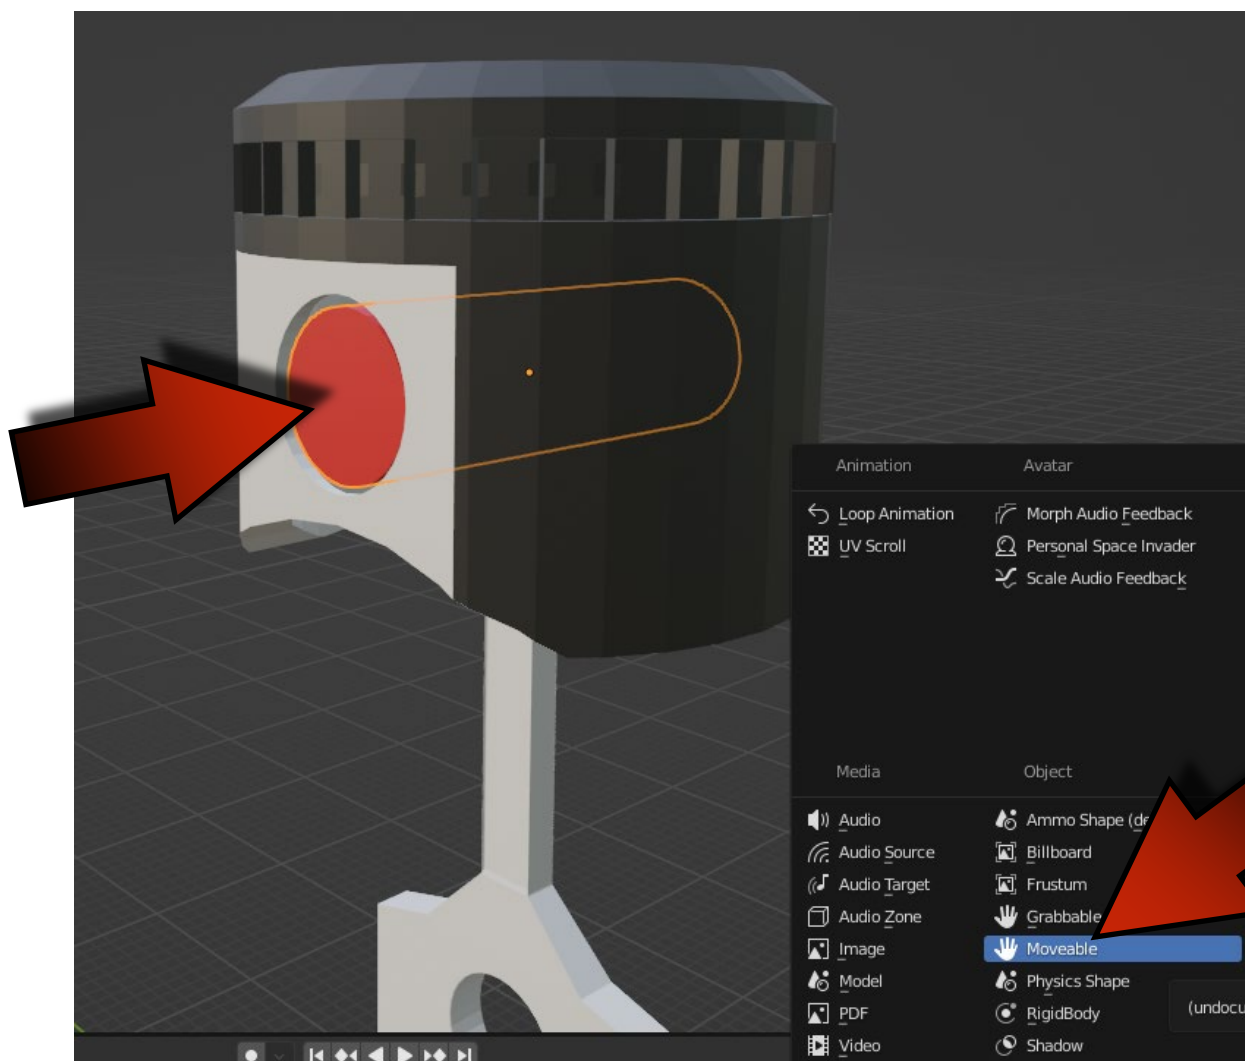 Animation
Loop Animation
UV Scroll
Avatar
Morph Audio Feedback
Personal Space Invader
Scale Audio Feedback
Media
Audio
Audio Source
Audio Target
Audio Zone
Image
Model
PDF
Video
Object
Ammo Shape (de
Billboard
Frustum
Grabbable
Moveable
Physics Shape
RigidBody
Shadow
(undocu